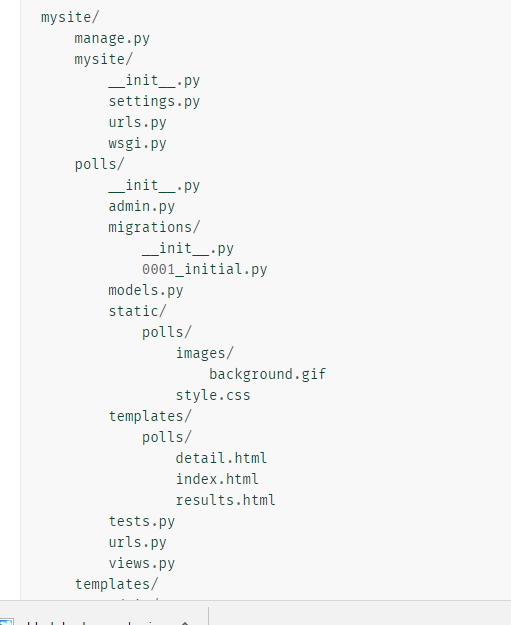 mysite/
manage.py
mysite/
__init__.py
settings.py
urls.py
wsgi.py
polls/
__init__.py
admin.py
migrations/
__init__.py
0001_initial.py
models.py
static/
polls/
images/
background.gif
style.css
templates/
polls/
detail.html
index.html
results.html
tests.py
urls.py
views.py
templates/